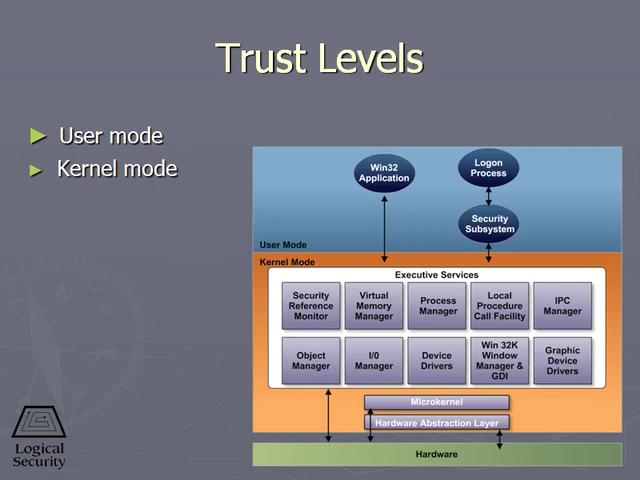 Trust Levels
► User mode
► Kernel mode
Win32
Application
Logon
Process
Security
Subsystem
User Mode
Kernel Mode
Executive Services
Security
Reference
Monitor
Virtual
Memory
Manager
Process
Manager
Local
Procedure
Call Facility
IPC
Manager
Object
Manager
I/0
Manager
Device
Drivers
Win 32K
Window
Manager &
GDI
Graphic
Device
Drivers
Microkernel
Hardware Abstraction Layer
Hardware
Logical
Security